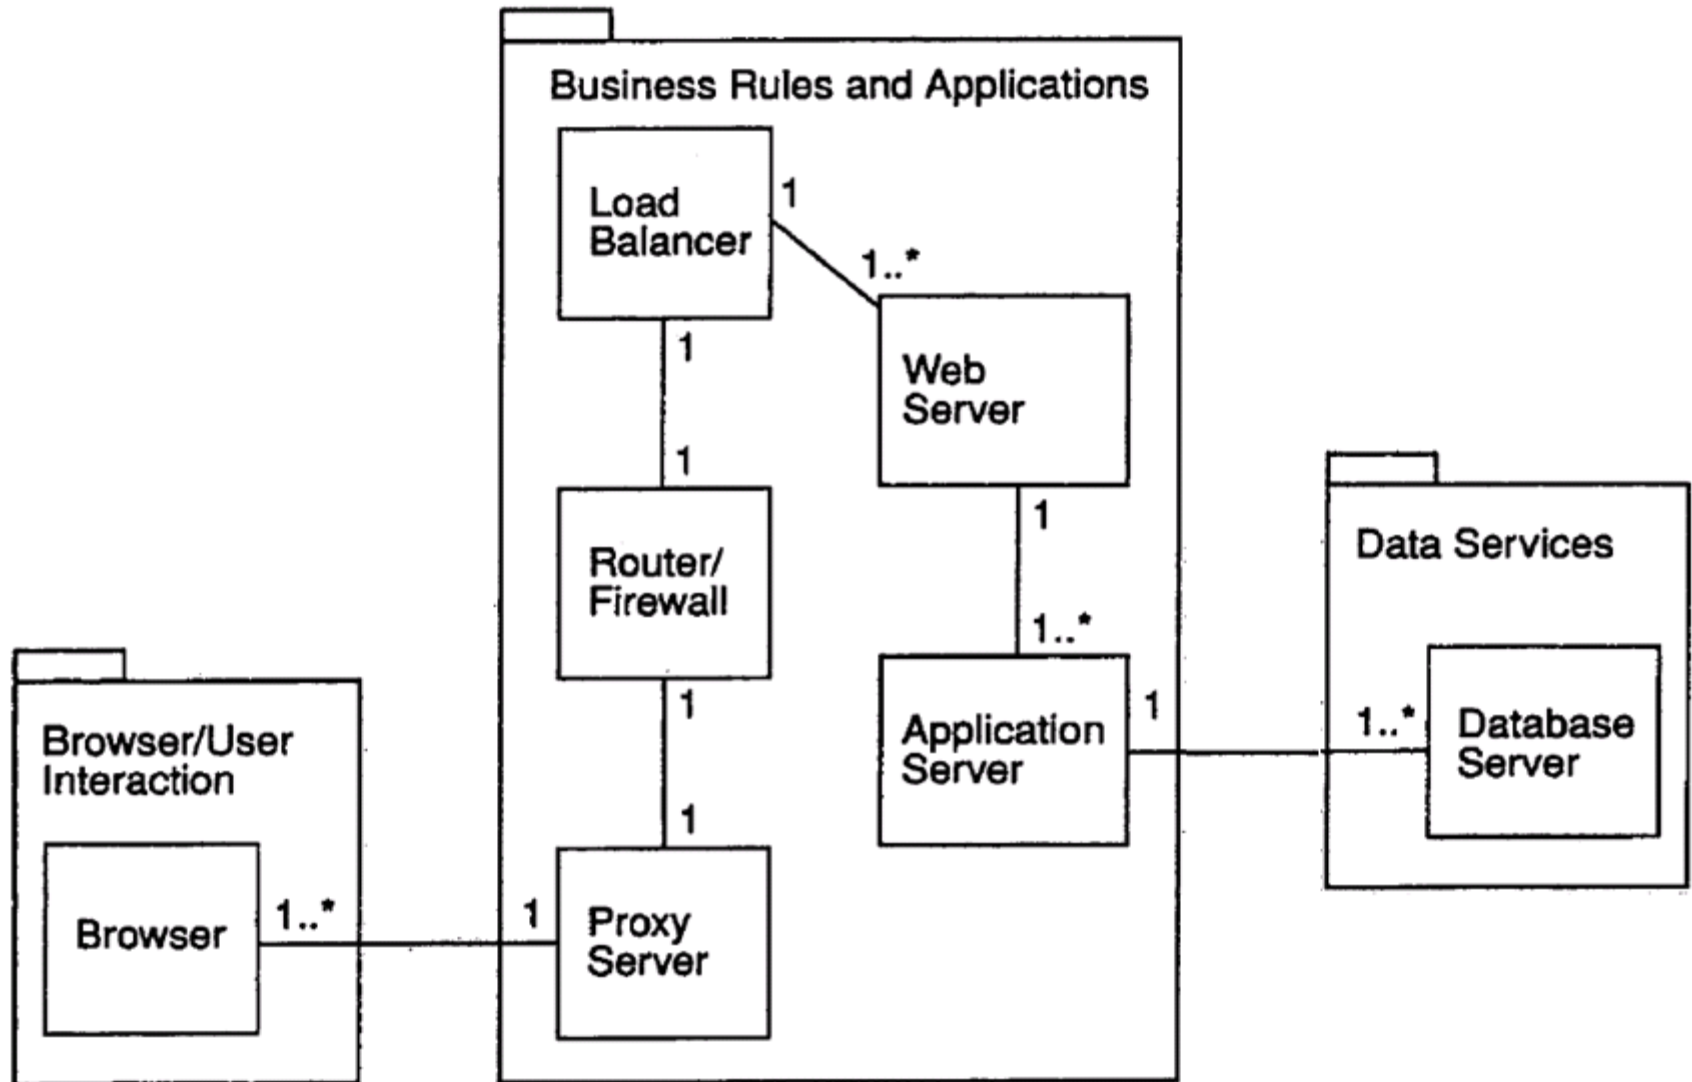 Business Rules and Applications
Load
Balancer
1
1..*
1
Web
Server
1
Router/
Firewall
1
1
1..*
1
Application
Server
1
Data Services
1..*
Database
Server
Browser/User
Interaction
Browser
1..*
1
Proxy
Server